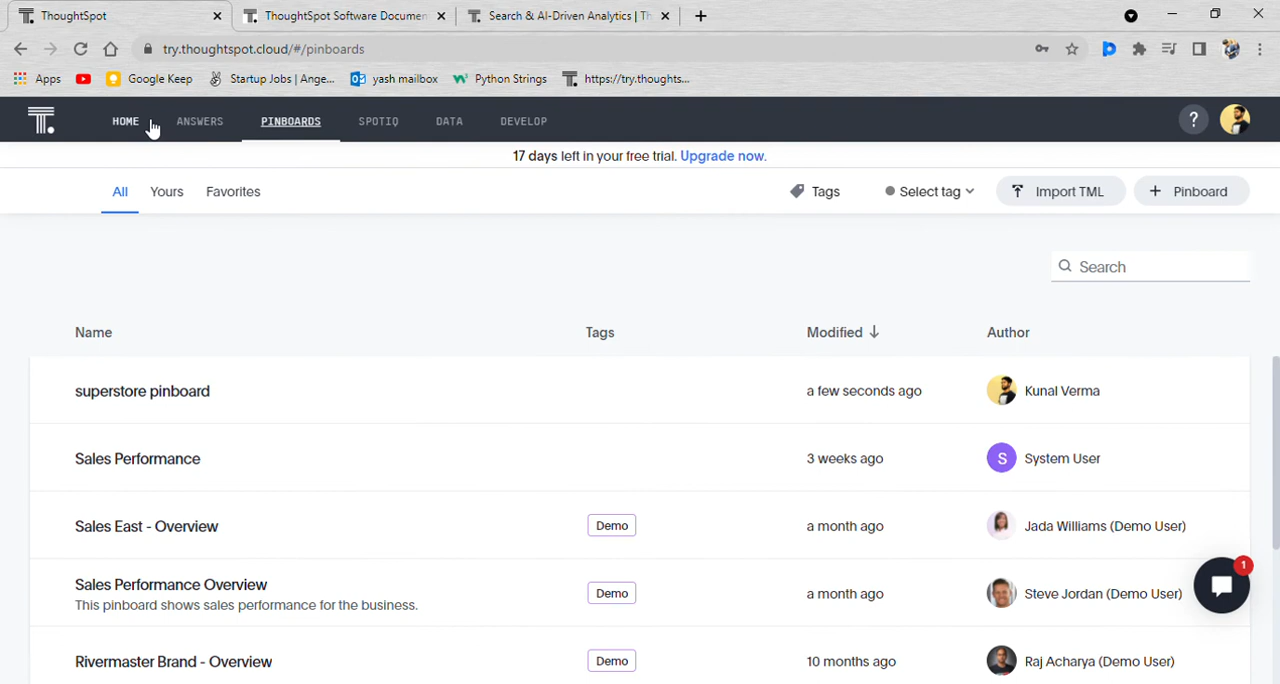 ThoughtSpot
ThoughtSpot Software Documen
Search & AI-Driven Analytics | Th
try.thoughtspot.cloud/#/pinboards
Apps
Google Keep
Startup Jobs | Ange...
yash mailbox
Python Strings
https://try.thoughts...
HOME
ANSWERS
PINBOARDS
SPOTIQ
DATA
DEVELOP
?
17 days left in your free trial. Upgrade now.
All
Yours
Favorites
Tags
Select tag
Import TML
+ Pinboard
Search
Name
Tags
Modified
Author
superstore pinboard
a few seconds ago
Kunal Verma
Sales Performance
3 weeks ago
S
System User
Sales East - Overview
Demo
a month ago
Jada Williams (Demo User)
Sales Performance Overview
This pinboard shows sales performance for the business.
Demo
a month ago
Steve Jordan (Demo User)
1
Rivermaster Brand - Overview
Demo
10 months ago
Raj Acharya (Demo User)